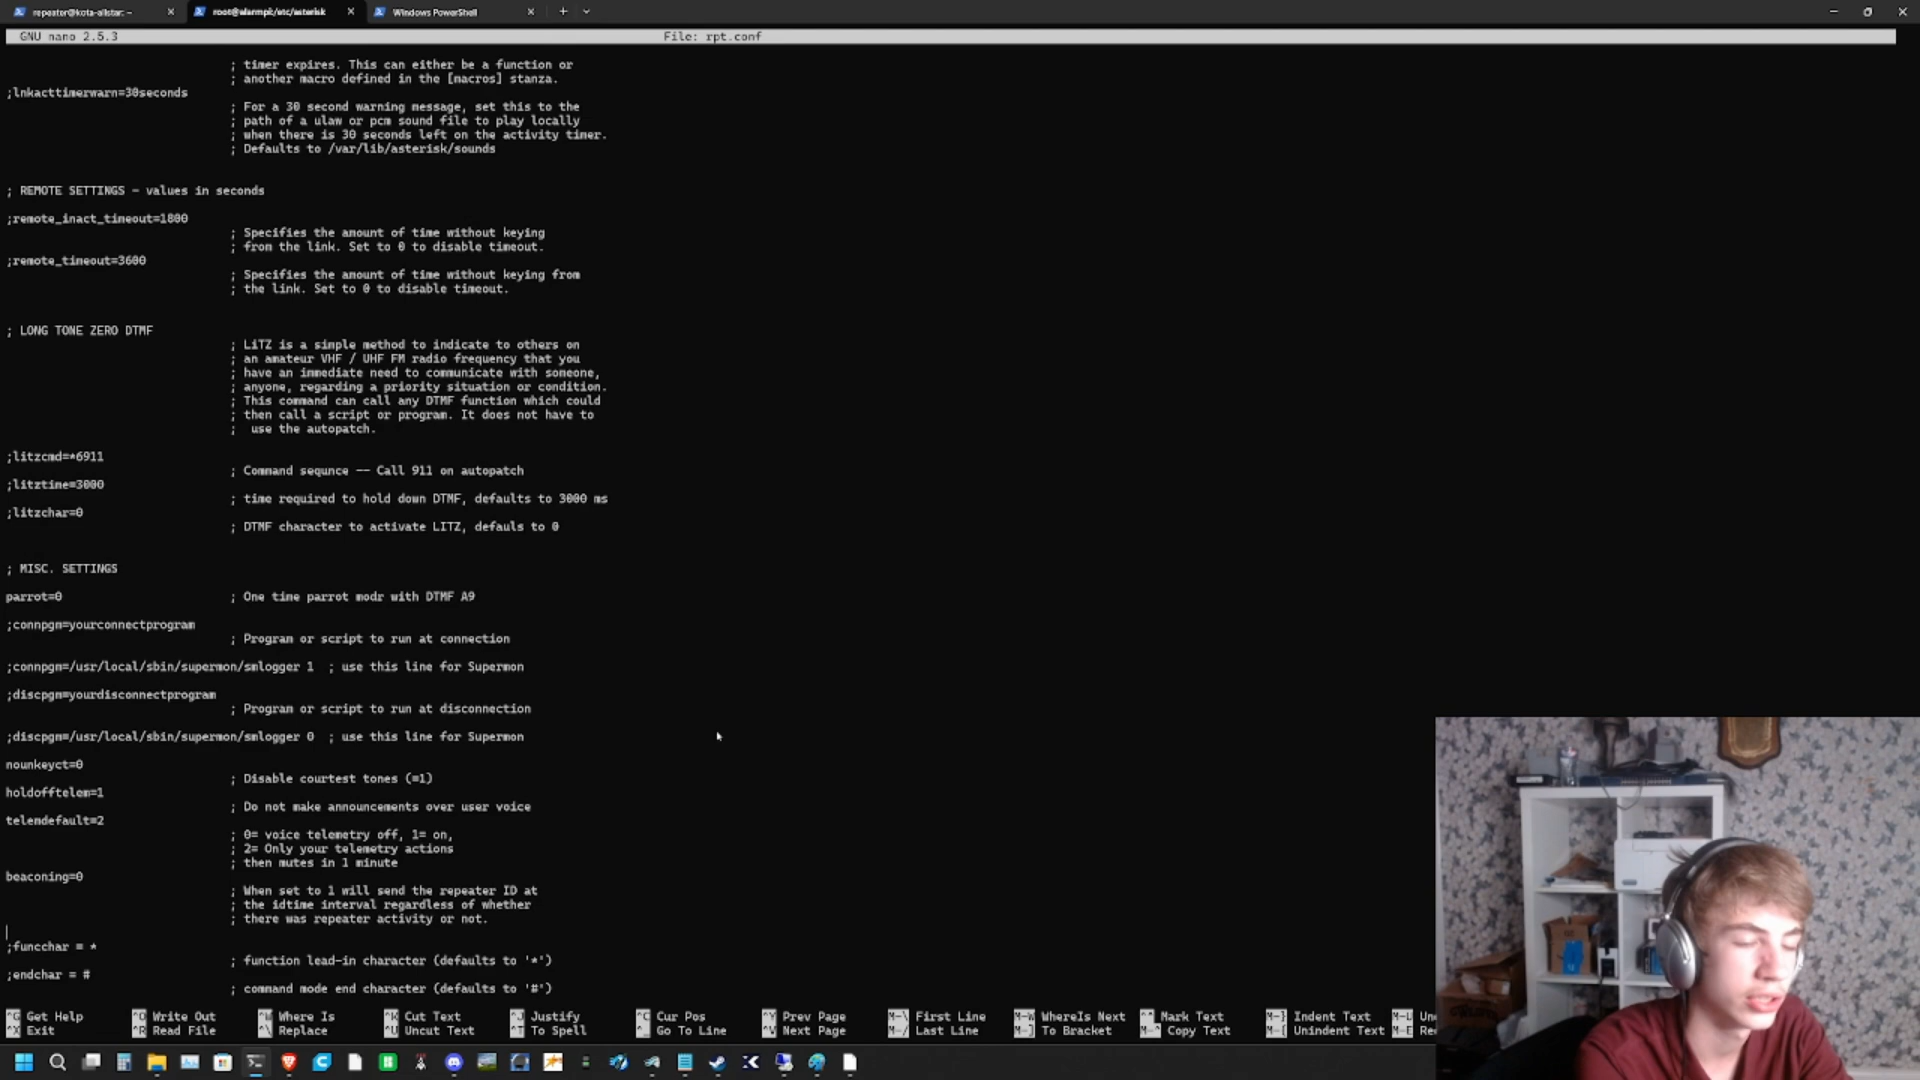 repeater@kota-allstar: ~
root@alarmpi:/etc/asterisk
Windows PowerShell
GNU nano 2.5.3 File: rpt.conf
; timer expires. This can either be a function or
; another macro defined in the [macros] stanza.
;lnkacttimerwarn=30seconds
; For a 30 second warning message, set this to the
; path of a ulaw or pcm sound file to play locally
; when there is 30 seconds left on the activity timer.
; Defaults to /var/lib/asterisk/sounds
; REMOTE SETTINGS - values in seconds
;remote_inact_timeout=1800
; Specifies the amount of time without keying
; from the link. Set to 0 to disable timeout.
;remote_timeout=3600
; Specifies the amount of time without keying from
; the link. Set to 0 to disable timeout.
; LONG TONE ZERO DTMF
; LiTZ is a simple method to indicate to others on
; an amateur VHF / UHF FM radio frequency that you
; have an immediate need to communicate with someone,
; anyone, regarding a priority situation or condition.
; This command can call any DTMF function which could
; then call a script or program. It does not have to
;  use the autopatch.
;litzcmd=*6911
; Command sequnce -- Call 911 on autopatch
;litztime=3000
; time required to hold down DTMF, defaults to 3000 ms
;litzchar=0
; DTMF character to activate LITZ, defauls to 0
; MISC. SETTINGS
parrot=0 ; One time parrot modr with DTMF A9
;connpgm=yourconnectprogram
; Program or script to run at connection
;connpgm=/usr/local/sbin/supermon/smlogger 1  ; use this line for Supermon
;discpgm=yourdisconnectprogram
; Program or script to run at disconnection
;discpgm=/usr/local/sbin/supermon/smlogger 0  ; use this line for Supermon
nounkeyct=0
; Disable courtest tones (=1)
holdofftelem=1
; Do not make announcements over user voice
telemdefault=2
; 0= voice telemetry off, 1= on,
; 2= Only your telemetry actions
; then mutes in 1 minute
beaconing=0
; When set to 1 will send the repeater ID at
; the idtime interval regardless of whether
; there was repeater activity or not.
;funcchar = *
; function lead-in character (defaults to '*')
;endchar = #
; command mode end character (defaults to '#')
^G Get Help ^O Write Out ^W Where Is ^K Cut Text ^J Justify ^C Cur Pos ^Y Prev Page M-\ First Line M-W WhereIs Next M-^ Mark Text M-} Indent Text M-U
^X Exit ^R Read File ^\ Replace ^U Uncut Text ^T To Spell ^_ Go To Line ^V Next Page M-/ Last Line M-] To Bracket M-^ Copy Text M-{ Unindent Text M-E